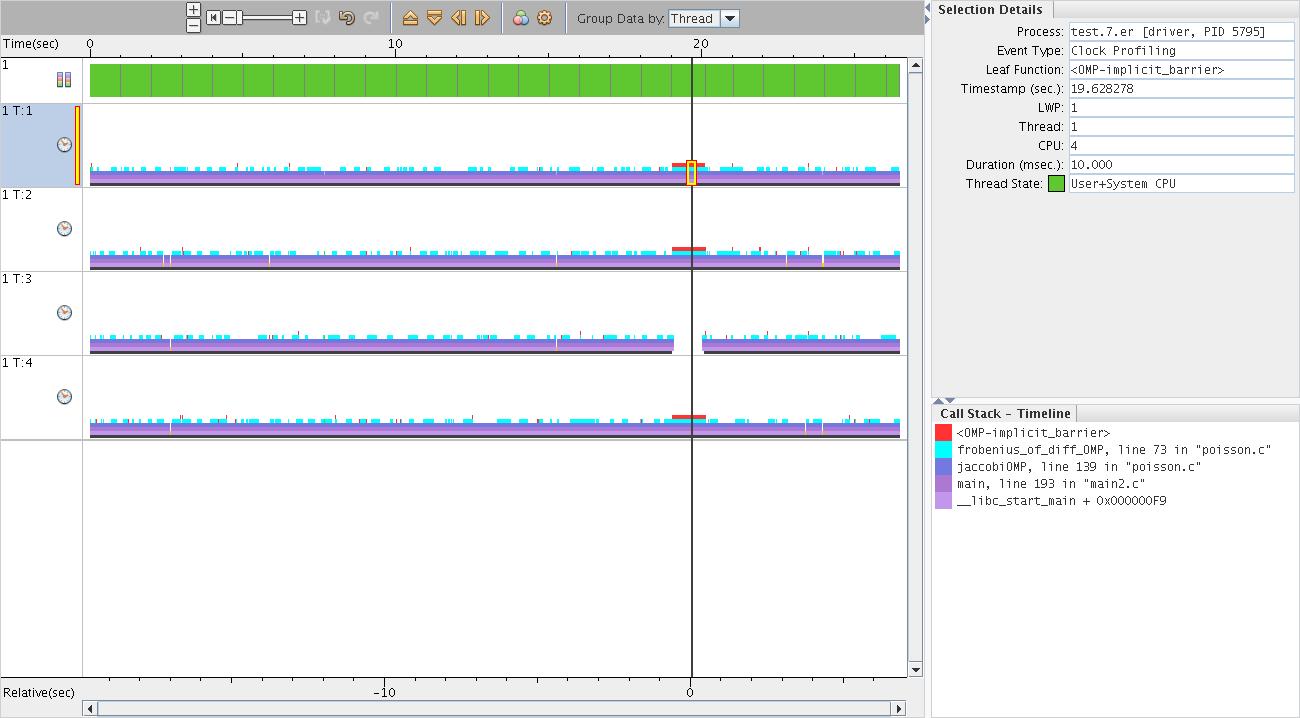 Group Data by: Thread
Time(sec) 0 10 20
1
1 T:1
1 T:2
1 T:3
1 T:4
Relative(sec) -10 0
Selection Details
Process: test.7.er [driver, PID 5795]
Event Type: Clock Profiling
Leaf Function: <OMP-implicit_barrier>
Timestamp (sec.): 19.628278
LWP: 1
Thread: 1
CPU: 4
Duration (msec.): 10.000
Thread State: User+System CPU
Call Stack - Timeline
<OMP-implicit_barrier>
frobenius_of_diff_OMP, line 73 in "poisson.c"
jaccobiOMP, line 139 in "poisson.c"
main, line 193 in "main2.c"
__libc_start_main + 0x000000F9